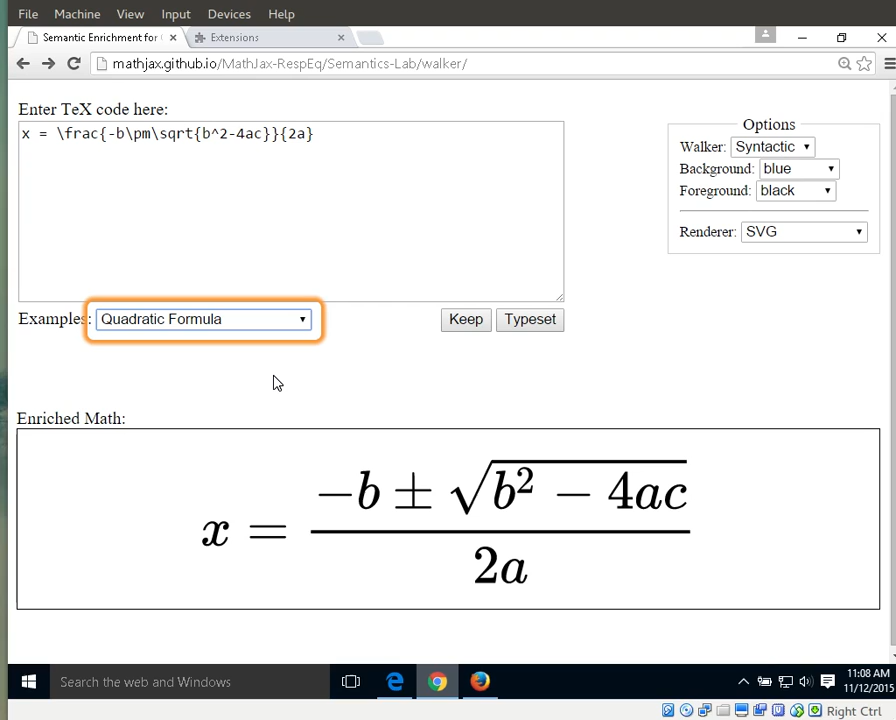 File Machine View Input Devices Help
Semantic Enrichment for Extensions
mathjax.github.io/MathJax-RespEq/Semantics-Lab/walker/
Enter TeX code here:
x = \frac{-b\pm\sqrt{b^2-4ac}}{2a}
Options
Walker: Syntactic
Background: blue
Foreground: black
Renderer: SVG
Examples: Quadratic Formula Keep Typeset
Enriched Math:
x = −b ± √b² − 4ac
2a
Search the web and Windows
11:08 AM
11/12/2015
Right Ctrl